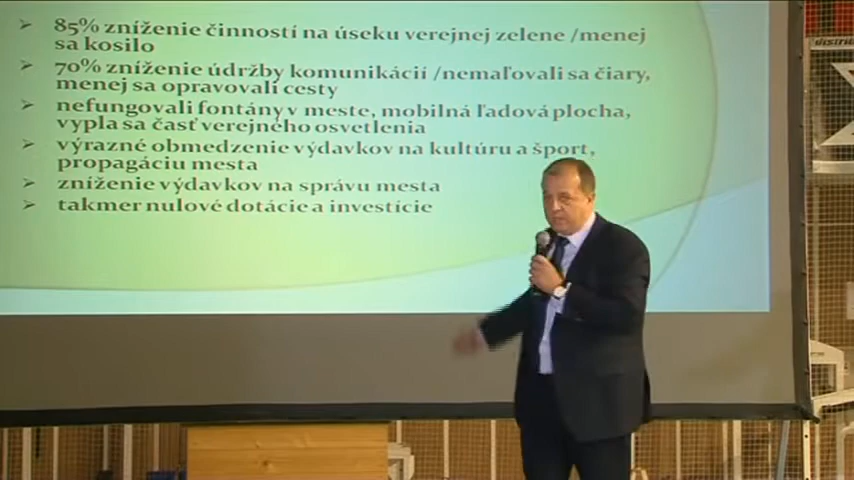 85% zníženie činností na úseku verejnej zelene /menej
sa kosilo
70% zníženie údržby komunikácií /nemaľovali sa čiary,
menej sa opravovali cesty
nefungovali fontány v meste, mobilná ľadová plocha,
vypla sa časť verejného osvetlenia
výrazné obmedzenie výdavkov na kultúru a šport,
propagáciu mesta
zníženie výdavkov na správu mesta
takmer nulové dotácie a investície